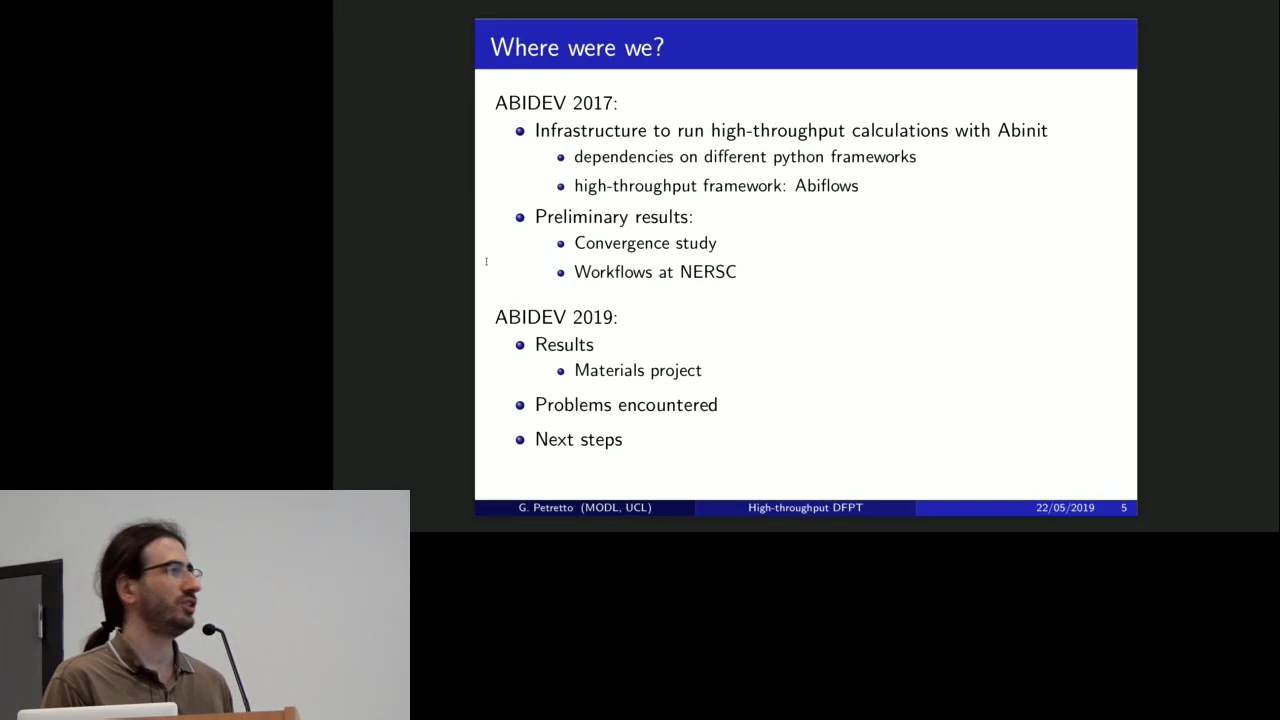 Where were we?
ABIDEV 2017:
Infrastructure to run high-throughput calculations with Abinit
dependencies on different python frameworks
high-throughput framework: Abiflows
Preliminary results:
Convergence study
Workflows at NERSC
ABIDEV 2019:
Results
Materials project
Problems encountered
Next steps
G. Petretto (MODL, UCL) High-throughput DFPT 22/05/2019 5